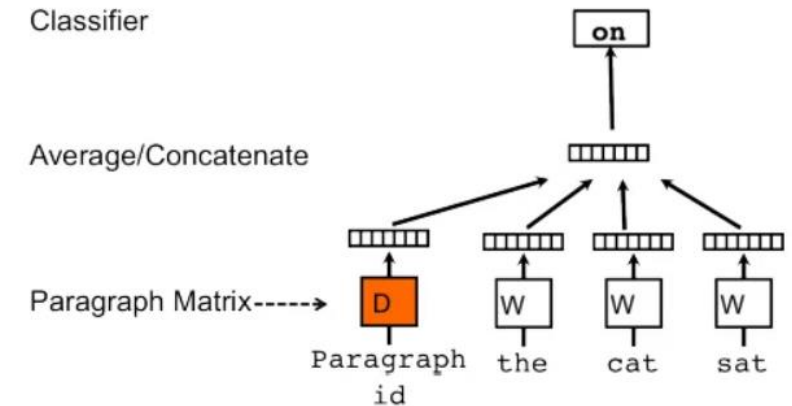 Classifier
on
Average/Concatenate
Paragraph Matrix----->
D
W
W
W
Paragraph
id
the
cat
sat